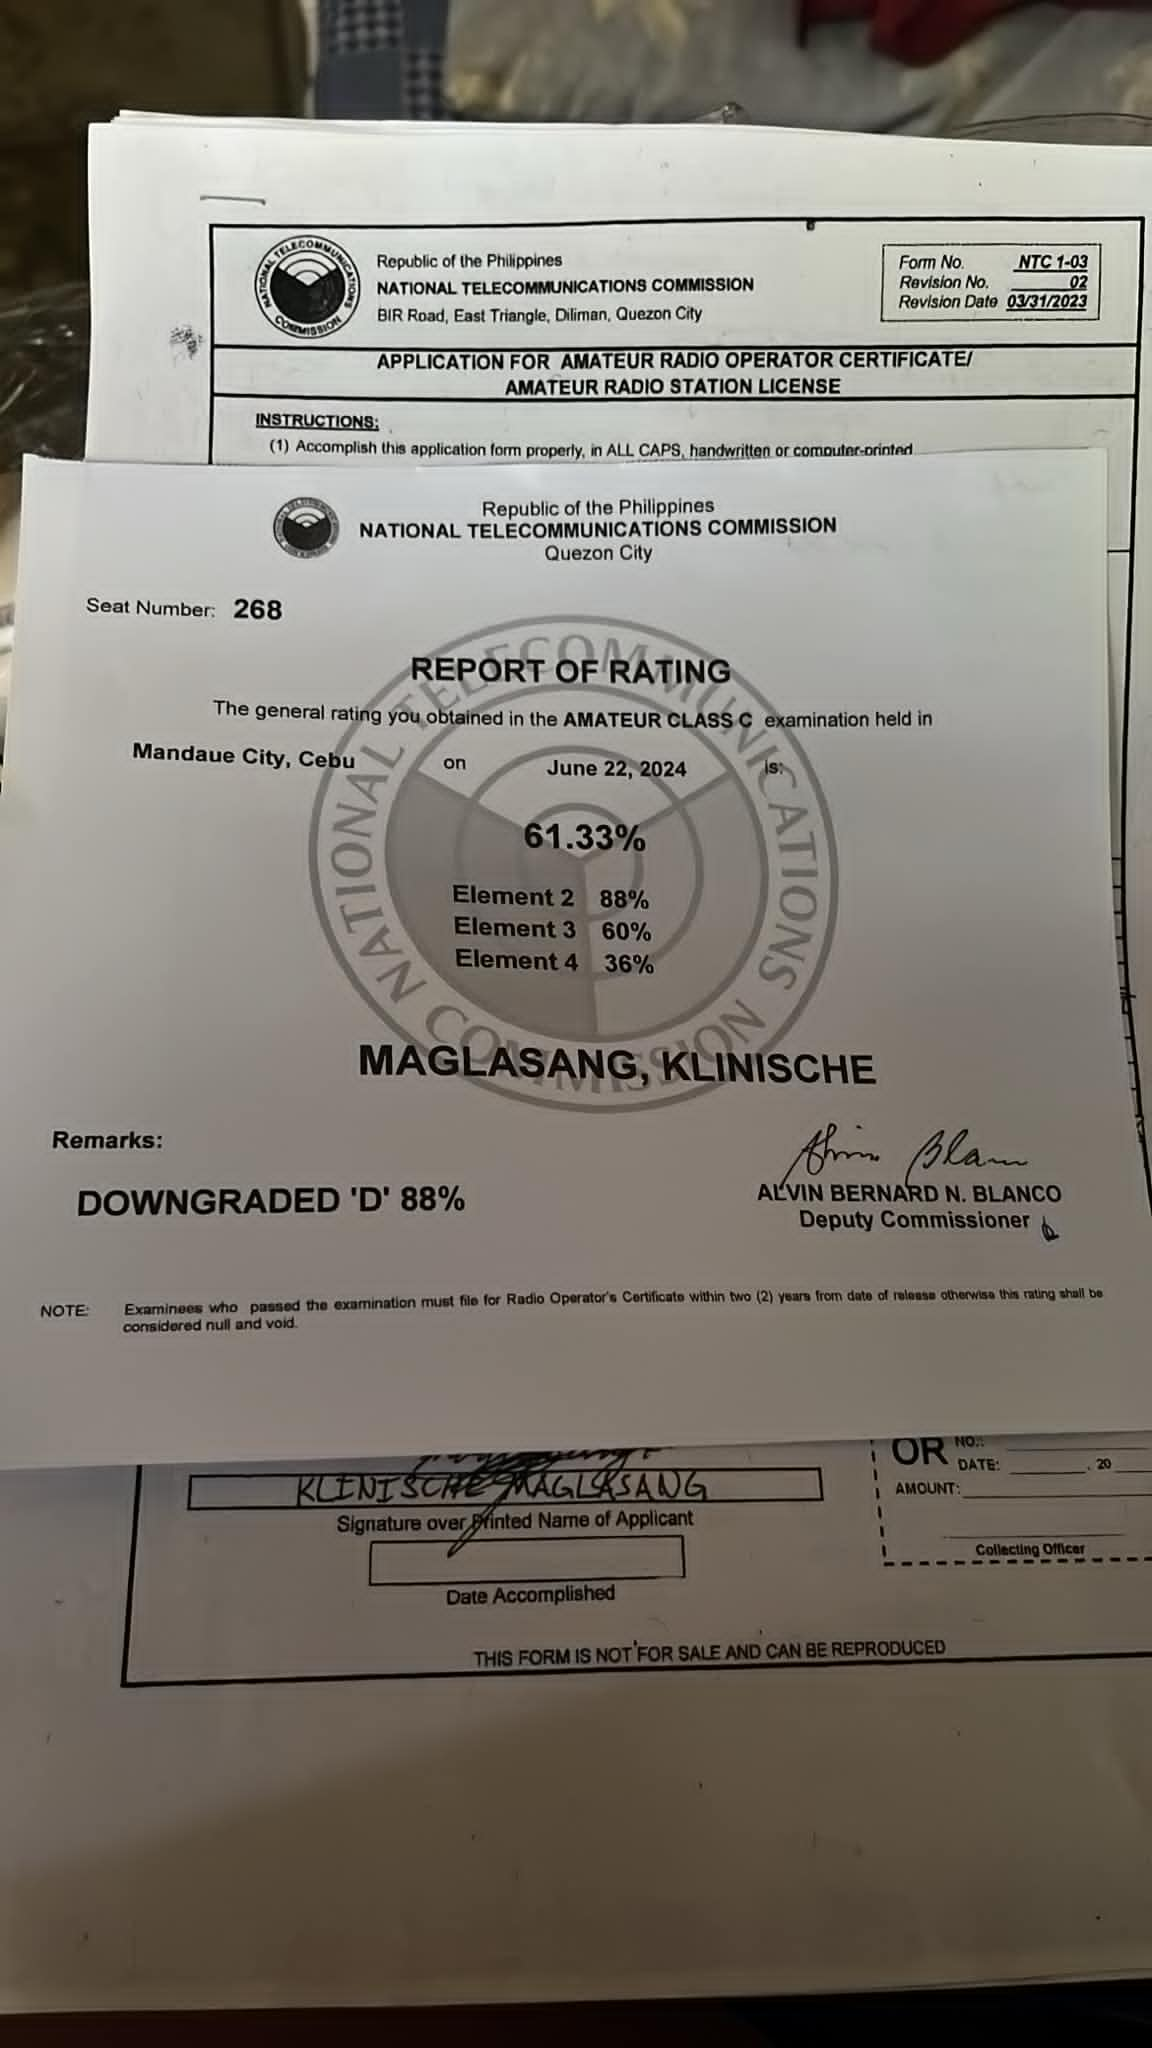 NATIONAL TELECOMMUNICATIONS
COMMISSION
Republic of the Philippines
NATIONAL TELECOMMUNICATIONS COMMISSION
BIR Road, East Triangle, Diliman, Quezon City
Form No. NTC 1-03
Revision No. 02
Revision Date 03/31/2023
APPLICATION FOR AMATEUR RADIO OPERATOR CERTIFICATE/
AMATEUR RADIO STATION LICENSE
INSTRUCTIONS:
(1) Accomplish this application form properly, in ALL CAPS, handwritten or computer-printed
Republic of the Philippines
NATIONAL TELECOMMUNICATIONS COMMISSION
Quezon City
Seat Number: 268
NATIONAL TELECOMMUNICATIONS
COMMISSION
REPORT OF RATING
The general rating you obtained in the AMATEUR CLASS C examination held in
Mandaue City, Cebu on June 22, 2024 is:
61.33%
Element 2 88%
Element 3 60%
Element 4 36%
MAGLASANG, KLINISCHE
Remarks:
DOWNGRADED 'D' 88%
ALVIN BERNARD N. BLANCO
Deputy Commissioner
NOTE: Examinees who passed the examination must file for Radio Operator's Certificate within two (2) years from date of release otherwise this rating shall be
considered null and void.
KLINISCHE MAGLASANG
Signature over Printed Name of Applicant
Date Accomplished
OR NO.:
DATE: , 20
AMOUNT:
Collecting Officer
THIS FORM IS NOT FOR SALE AND CAN BE REPRODUCED